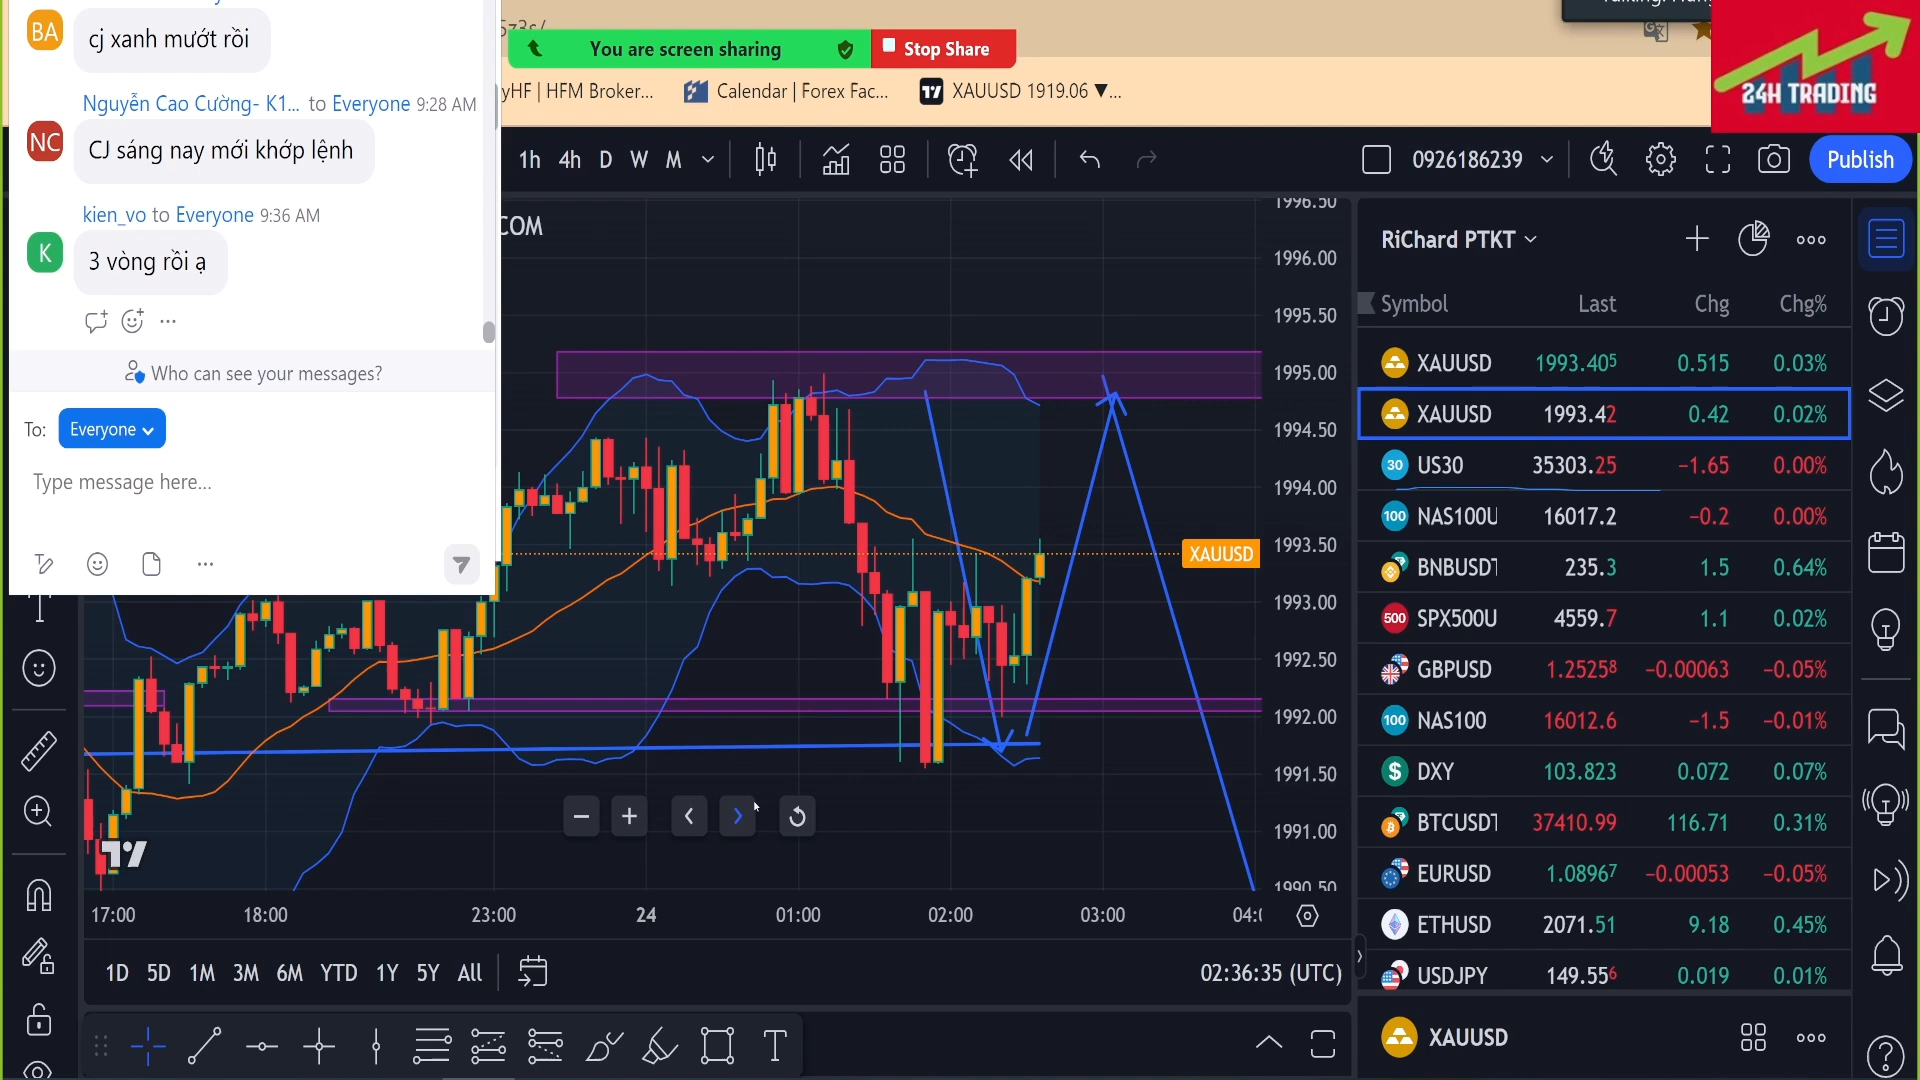 BA
cj xanh mướt rồi
Nguyễn Cao Cường- K1... to Everyone 9:28 AM
NC
CJ sáng nay mới khớp lệnh
kien_vo to Everyone 9:36 AM
K
3 vòng rồi ạ
Who can see your messages?
To: Everyone
Type message here...
You are screen sharing
Stop Share
yHF | HFM Broker...
Calendar | Forex Fac...
XAUUSD 1919.06 ▼...
24H TRADING
1h 4h D W M
0926186239
Publish
COM
1996.50
1996.00
1995.50
1995.00
1994.50
1994.00
1993.50
1993.00
1992.50
1992.00
1991.50
1991.00
1990.50
XAUUSD
17:00 18:00 23:00 24 01:00 02:00 03:00
1D 5D 1M 3M 6M YTD 1Y 5Y All
02:36:35 (UTC)
RiChard PTKT
Symbol Last Chg Chg%
XAUUSD 1993.405 0.515 0.03%
XAUUSD 1993.42 0.42 0.02%
30 US30 35303.25 −1.65 0.00%
100 NAS100U 16017.2 −0.2 0.00%
BNBUSDT 235.3 1.5 0.64%
500 SPX500U 4559.7 1.1 0.02%
GBPUSD 1.25258 −0.00063 −0.05%
100 NAS100 16012.6 −1.5 −0.01%
DXY 103.823 0.072 0.07%
BTCUSDT 37410.99 116.71 0.31%
EURUSD 1.08967 −0.00053 −0.05%
ETHUSD 2071.51 9.18 0.45%
USDJPY 149.556 0.019 0.01%
XAUUSD